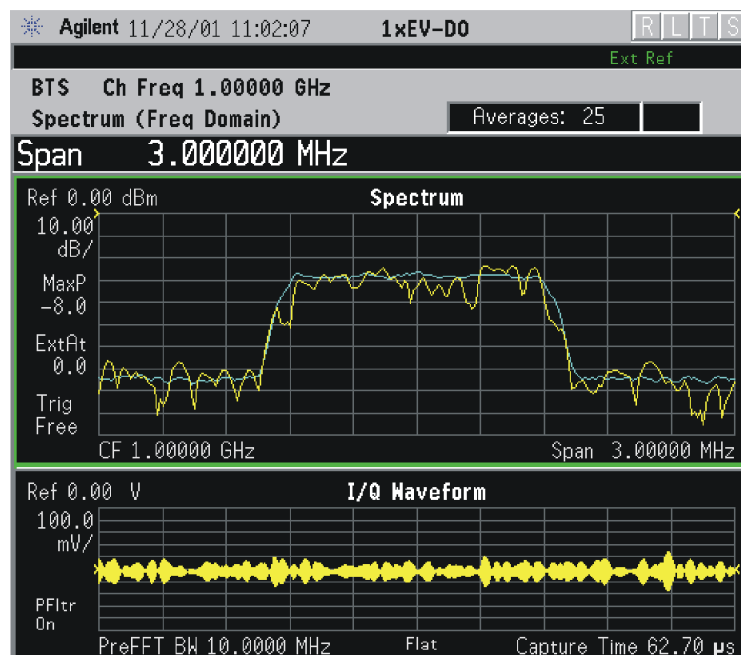 Agilent 11/28/01 11:02:07 1xEV-DO R L T S
Ext Ref
BTS Ch Freq 1.00000 GHz
Spectrum (Freq Domain) Averages: 25
Span 3.000000 MHz
Ref 0.00 dBm Spectrum
10.00
dB/
MaxP
-8.0
ExtAt
0.0
Trig
Free
CF 1.00000 GHz Span 3.00000 MHz
Ref 0.00 V I/Q Waveform
100.0
mV/
PFltr
On
PreFFT BW 10.0000 MHz Flat Capture Time 62.70 µs